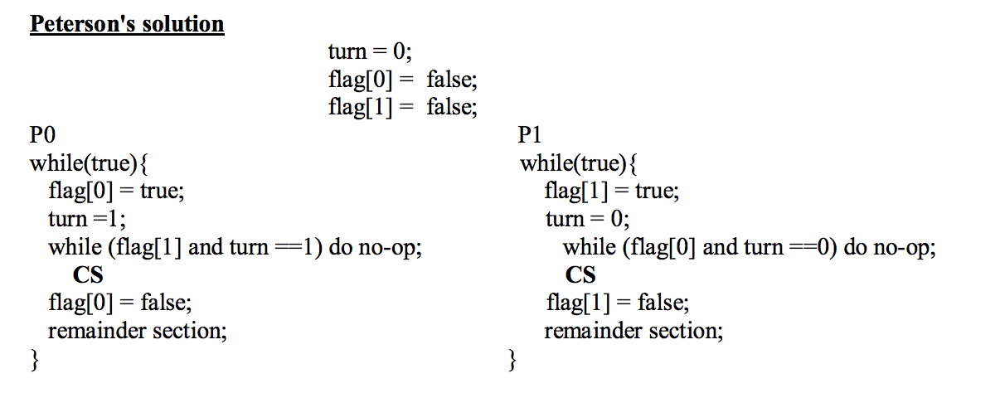 Peterson's solution
turn = 0;
flag[0] = false;
flag[1] = false;
P0
while(true){
flag[0] = true;
turn =1;
while (flag[1] and turn ==1) do no-op;
CS
flag[0] = false;
remainder section;
}
P1
while(true){
flag[1] = true;
turn = 0;
while (flag[0] and turn ==0) do no-op;
CS
flag[1] = false;
remainder section;
}